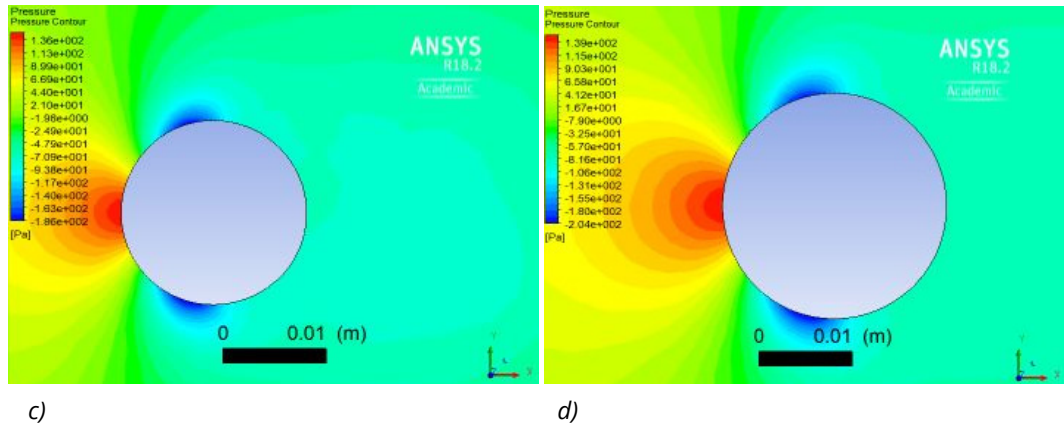 Pressure
Pressure Contour
1.36e+002
1.13e+002
8.99e+001
6.69e+001
4.40e+001
2.10e+001
-1.98e+000
-2.49e+001
-4.79e+001
-7.09e+001
-9.38e+001
-1.17e+002
-1.40e+002
-1.63e+002
-1.86e+002
[Pa]
ANSYS
R18.2
Academic
0 0.01 (m)
Y
Z X
c)
Pressure
Pressure Contour
1.39e+002
1.15e+002
9.03e+001
6.58e+001
4.12e+001
1.67e+001
-7.90e+000
-3.25e+001
-5.70e+001
-8.16e+001
-1.06e+002
-1.31e+002
-1.55e+002
-1.80e+002
-2.04e+002
[Pa]
ANSYS
R18.2
Academic
0 0.01 (m)
Y
Z X
d)